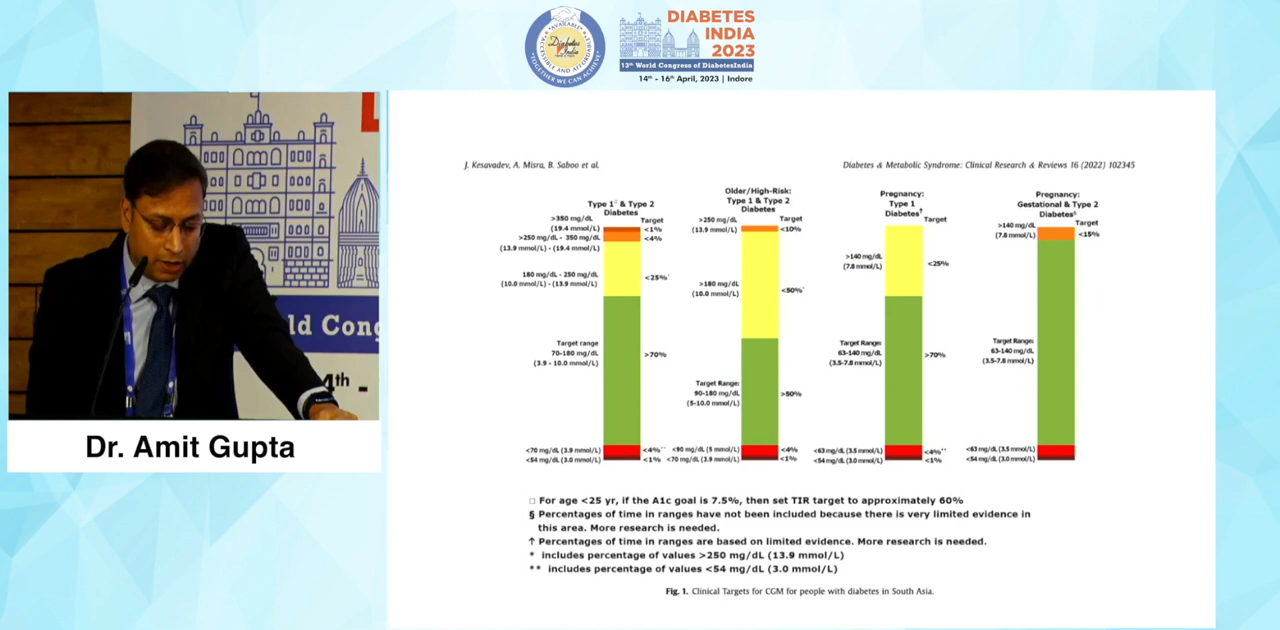 AVAILABLE
ACCESSIBLE AND AFFORDABLE
Diabetes
India
TOGETHER WE CAN ACHIEVE
DIABETES
INDIA
2023
12th World Congress of DiabetesIndia
14th - 16th April, 2023 | Indore
ld Cong
4th -
Dr. Amit Gupta
J. Kesavadev, A. Misra, B. Saboo et al.
Diabetes & Metabolic Syndrome: Clinical Research & Reviews 16 (2022) 102345
Type 1□ & Type 2
Diabetes
Target
>350 mg/dL
(19.4 mmol/L)
<1%
>250 mg/dL - 350 mg/dL
(13.9 mmol/L) - (19.4 mmol/L)
<4%
180 mg/dL - 250 mg/dL
(10.0 mmol/L) - (13.9 mmol/L)
<25%*
Target range
70-180 mg/dL
(3.9 - 10.0 mmol/L)
>70%
<70 mg/dL (3.9 mmol/L)
<4%**
<54 mg/dL (3.0 mmol/L)
<1%
Older/High-Risk:
Type 1 & Type 2
Diabetes
Target
>250 mg/dL
(13.9 mmol/L)
<10%
>180 mg/dL
(10.0 mmol/L)
<50%*
Target Range:
90-180 mg/dL
(5-10.0 mmol/L)
>50%
<90 mg/dL (5 mmol/L)
<4%
<70 mg/dL (3.9 mmol/L)
<1%
Pregnancy:
Type 1
Diabetes†
Target
>140 mg/dL
(7.8 mmol/L)
<25%
Target Range:
63-140 mg/dL
(3.5-7.8 mmol/L)
>70%
<63 mg/dL (3.5 mmol/L)
<4%**
<54 mg/dL (3.0 mmol/L)
<1%
Pregnancy:
Gestational & Type 2
Diabetes§
Target
>140 mg/dL
(7.8 mmol/L)
<15%
Target Range:
63-140 mg/dL
(3.5-7.8 mmol/L)
<63 mg/dL (3.5 mmol/L)
<54 mg/dL (3.0 mmol/L)
□ For age <25 yr, if the A1c goal is 7.5%, then set TIR target to approximately 60%
§ Percentages of time in ranges have not been included because there is very limited evidence in
this area. More research is needed.
† Percentages of time in ranges are based on limited evidence. More research is needed.
* includes percentage of values >250 mg/dL (13.9 mmol/L)
** includes percentage of values <54 mg/dL (3.0 mmol/L)
Fig. 1. Clinical Targets for CGM for people with diabetes in South Asia.